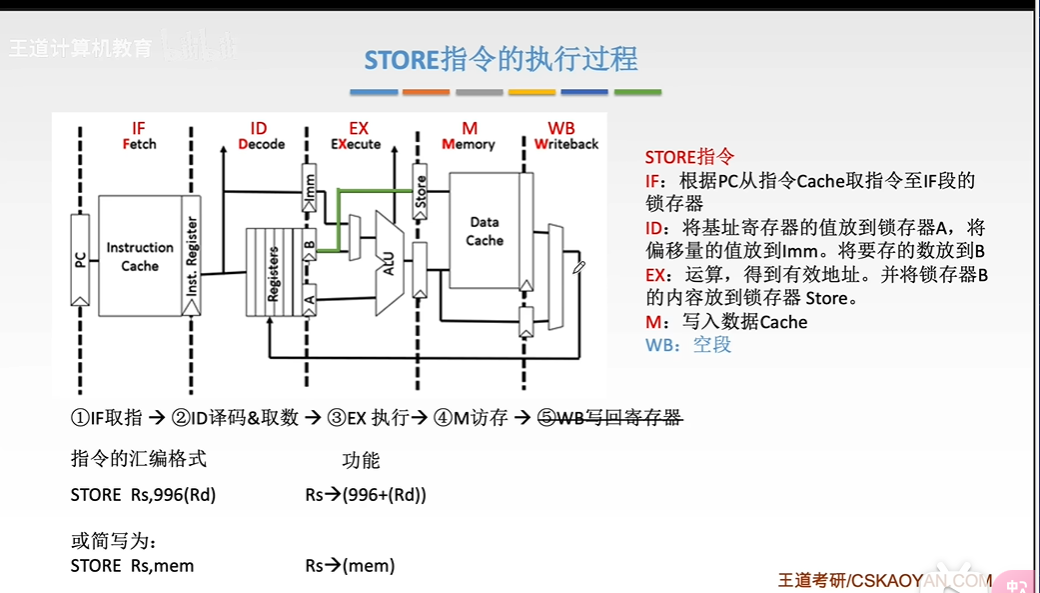 王道计算机教育
STORE指令的执行过程
IF
Fetch
ID
Decode
EX
EXecute
M
Memory
WB
Writeback
PC
Instruction
Cache
Inst. Register
Registers
Imm
B
A
ALU
Store
Data
Cache
STORE指令
IF：根据PC从指令Cache取指令至IF段的
锁存器
ID：将基址寄存器的值放到锁存器A，将
偏移量的值放到Imm。将要存的数放到B
EX：运算，得到有效地址。并将锁存器B
的内容放到锁存器 Store。
M：写入数据Cache
WB：空段
①IF取指 → ②ID译码&取数 → ③EX 执行→ ④M访存 → ⑤WB写回寄存器
指令的汇编格式 功能
STORE Rs,996(Rd) Rs→(996+(Rd))
或简写为：
STORE Rs,mem Rs→(mem)
王道考研/CSKAOYAN.COM
中